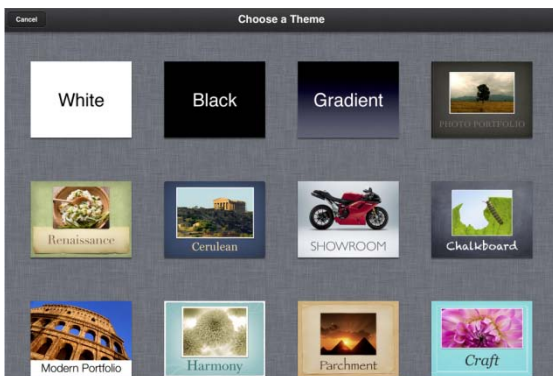 Cancel
Choose a Theme
White
Black
Gradient
PHOTO PORTFOLIO
Renaissance
Cerulean
SHOWROOM
Chalkboard
Modern Portfolio
Harmony
Parchment
Craft